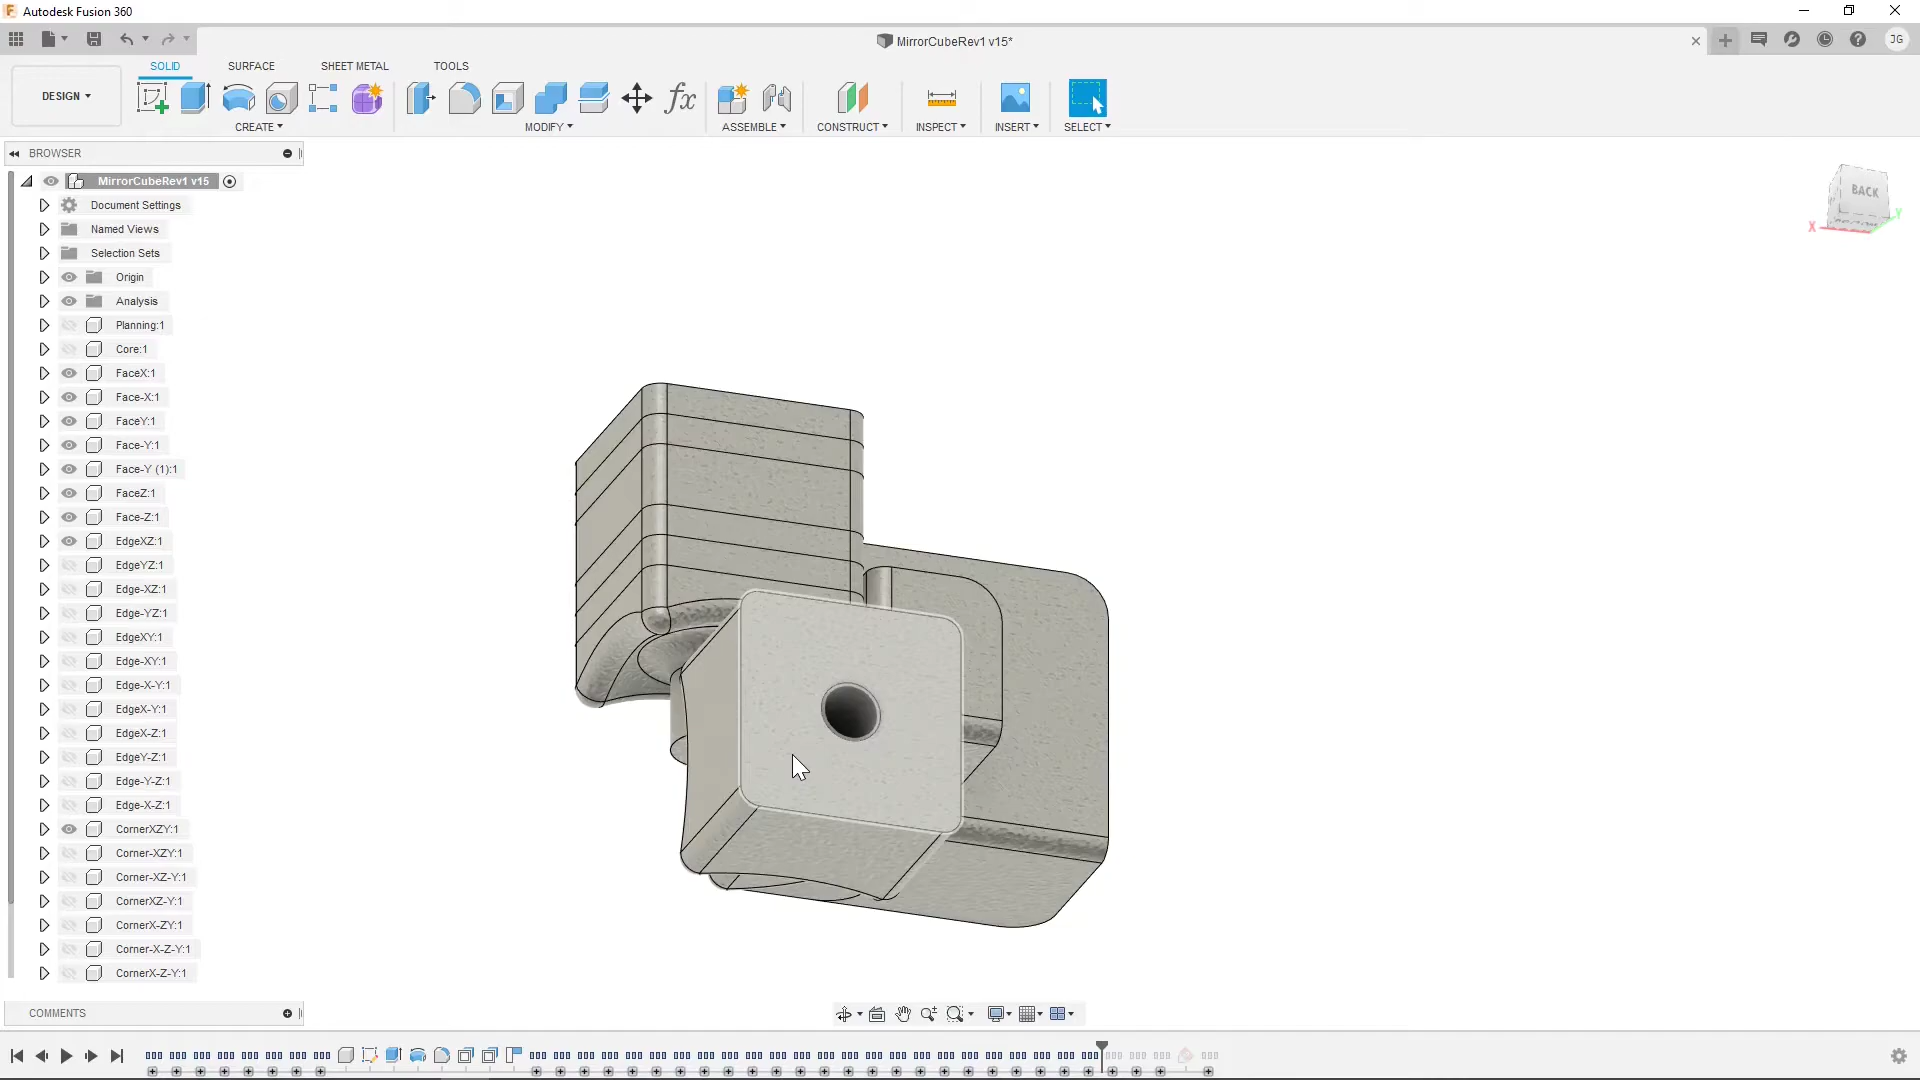 Autodesk Fusion 360
MirrorCubeRev1 v15*
JG
DESIGN
SOLID
SURFACE
SHEET METAL
TOOLS
fx
CREATE
MODIFY
ASSEMBLE
CONSTRUCT
INSPECT
INSERT
SELECT
BROWSER
MirrorCubeRev1 v15
Document Settings
Named Views
Selection Sets
Origin
Analysis
Planning:1
Core:1
FaceX:1
Face-X:1
FaceY:1
Face-Y:1
Face-Y (1):1
FaceZ:1
Face-Z:1
EdgeXZ:1
EdgeYZ:1
Edge-XZ:1
Edge-YZ:1
EdgeXY:1
Edge-XY:1
Edge-X-Y:1
EdgeX-Y:1
EdgeX-Z:1
EdgeY-Z:1
Edge-Y-Z:1
Edge-X-Z:1
CornerXZY:1
Corner-XZY:1
Corner-XZ-Y:1
CornerXZ-Y:1
CornerX-ZY:1
Corner-X-Z-Y:1
CornerX-Z-Y:1
BACK
X
Y
COMMENTS